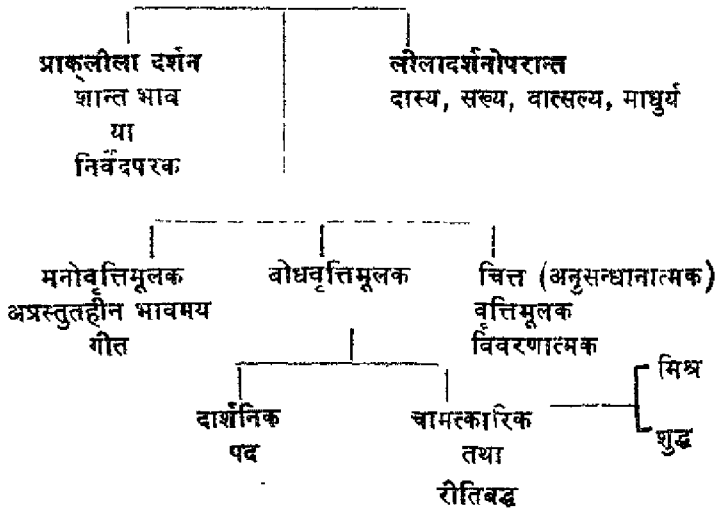 प्राक्लीला दर्शन
शान्त भाव
या
निर्वेदपरक
लीलादर्शनोपरान्त
दास्य, सख्य, वात्सल्य, माधुर्य
मनोवृत्तिमूलक
अप्रस्तुतहीन भावमय
गीत
बोधवृत्तिमूलक
चित्त (अनुसन्धानात्मक)
वृत्तिमूलक
विवरणात्मक
दार्शनिक
पद
चामत्कारिक
तथा
रीतिबद्ध
मिश्र
शुद्ध